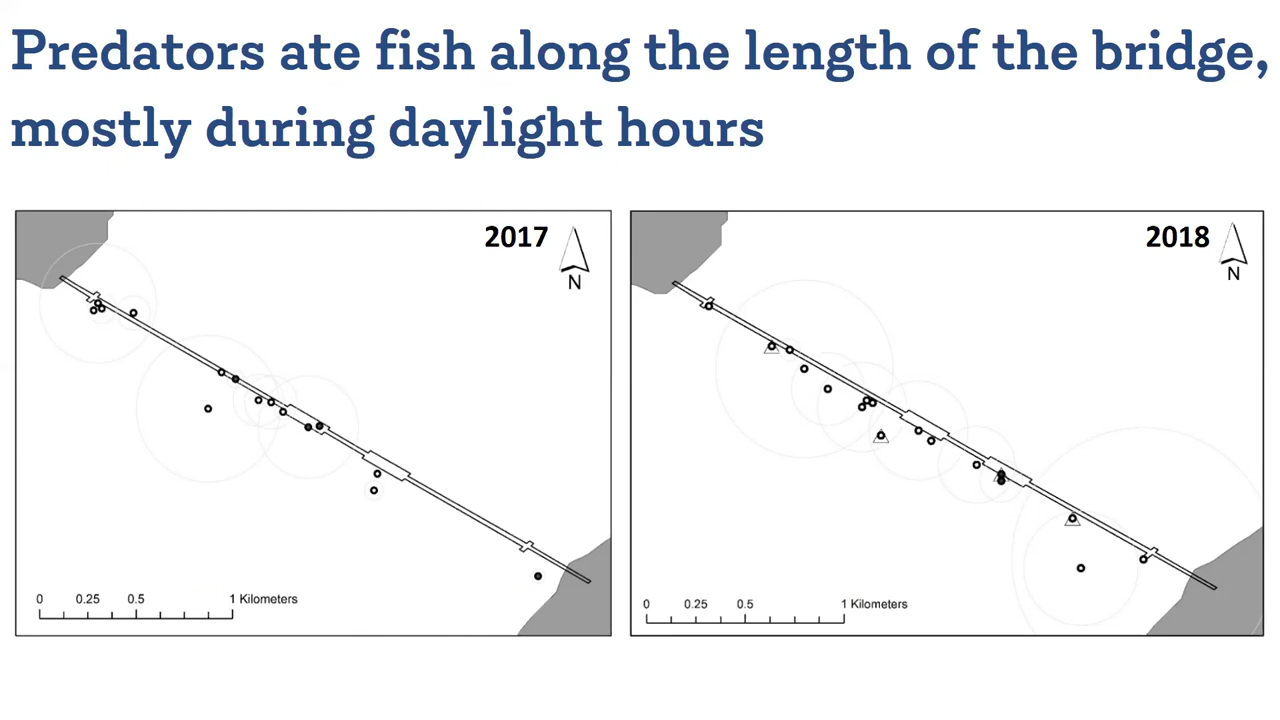 Predators ate fish along the length of the bridge,
mostly during daylight hours
2017
N
0 0.25 0.5 1 Kilometers
2018
N
0 0.25 0.5 1 Kilometers